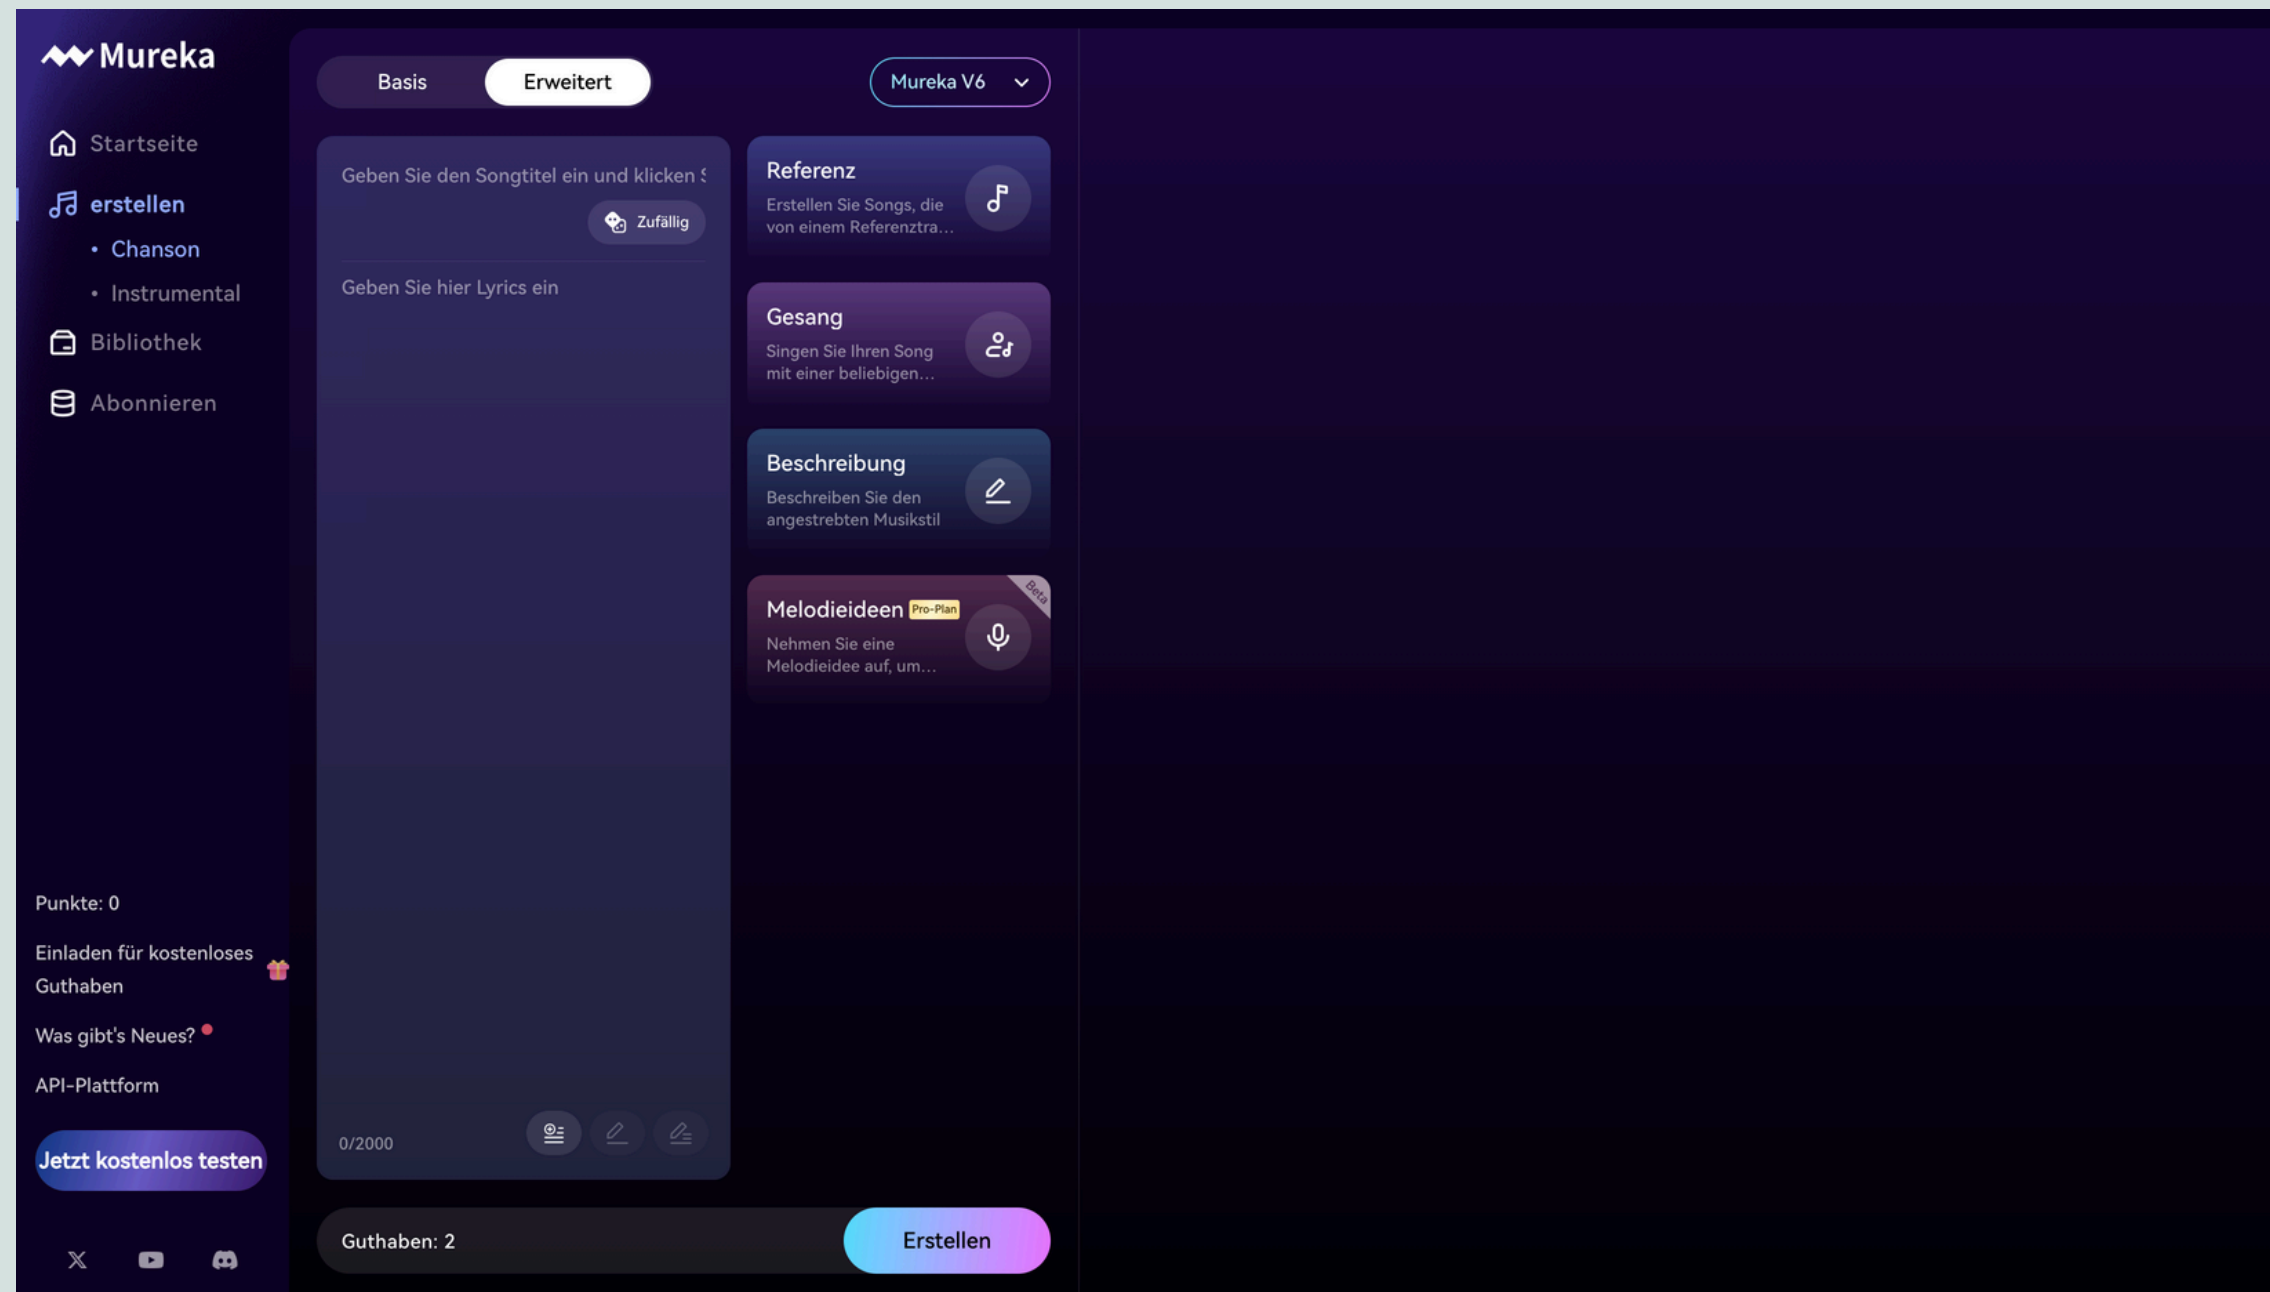 Mureka
Startseite
erstellen
• Chanson
• Instrumental
Bibliothek
Abonnieren
Punkte: 0
Einladen für kostenloses
Guthaben
Was gibt's Neues?
API-Plattform
Jetzt kostenlos testen
Basis
Erweitert
Mureka V6
Geben Sie den Songtitel ein und klicken S
Zufällig
Geben Sie hier Lyrics ein
0/2000
Referenz
Erstellen Sie Songs, die
von einem Referenztra...
Gesang
Singen Sie Ihren Song
mit einer beliebigen...
Beschreibung
Beschreiben Sie den
angestrebten Musikstil
Melodieideen Pro-Plan
Beta
Nehmen Sie eine
Melodieidee auf, um...
Guthaben: 2
Erstellen